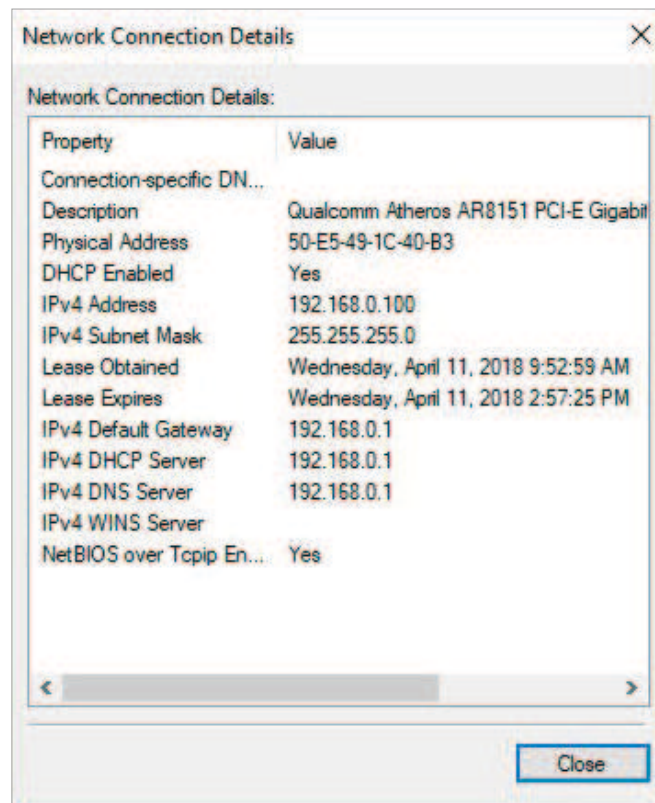 Network Connection Details
Network Connection Details:
Property Value
Connection-specific DN...
Description Qualcomm Atheros AR8151 PCI-E Gigabit
Physical Address 50-E5-49-1C-40-B3
DHCP Enabled Yes
IPv4 Address 192.168.0.100
IPv4 Subnet Mask 255.255.255.0
Lease Obtained Wednesday, April 11, 2018 9:52:59 AM
Lease Expires Wednesday, April 11, 2018 2:57:25 PM
IPv4 Default Gateway 192.168.0.1
IPv4 DHCP Server 192.168.0.1
IPv4 DNS Server 192.168.0.1
IPv4 WINS Server
NetBIOS over Tcpip En... Yes
Close